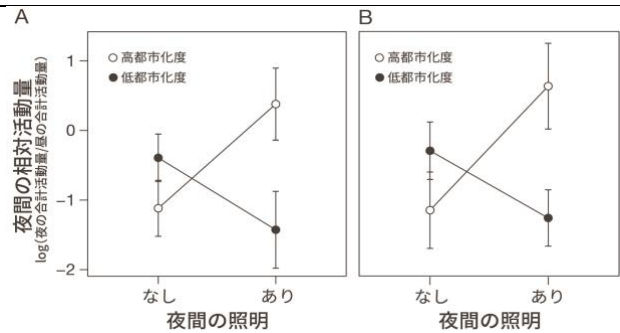 A
高都市化度
低都市化度
夜間の相対活動量
log(夜の合計活動量/昼の合計活動量)
1
0
−1
−2
なし
あり
夜間の照明
B
高都市化度
低都市化度
なし
あり
夜間の照明